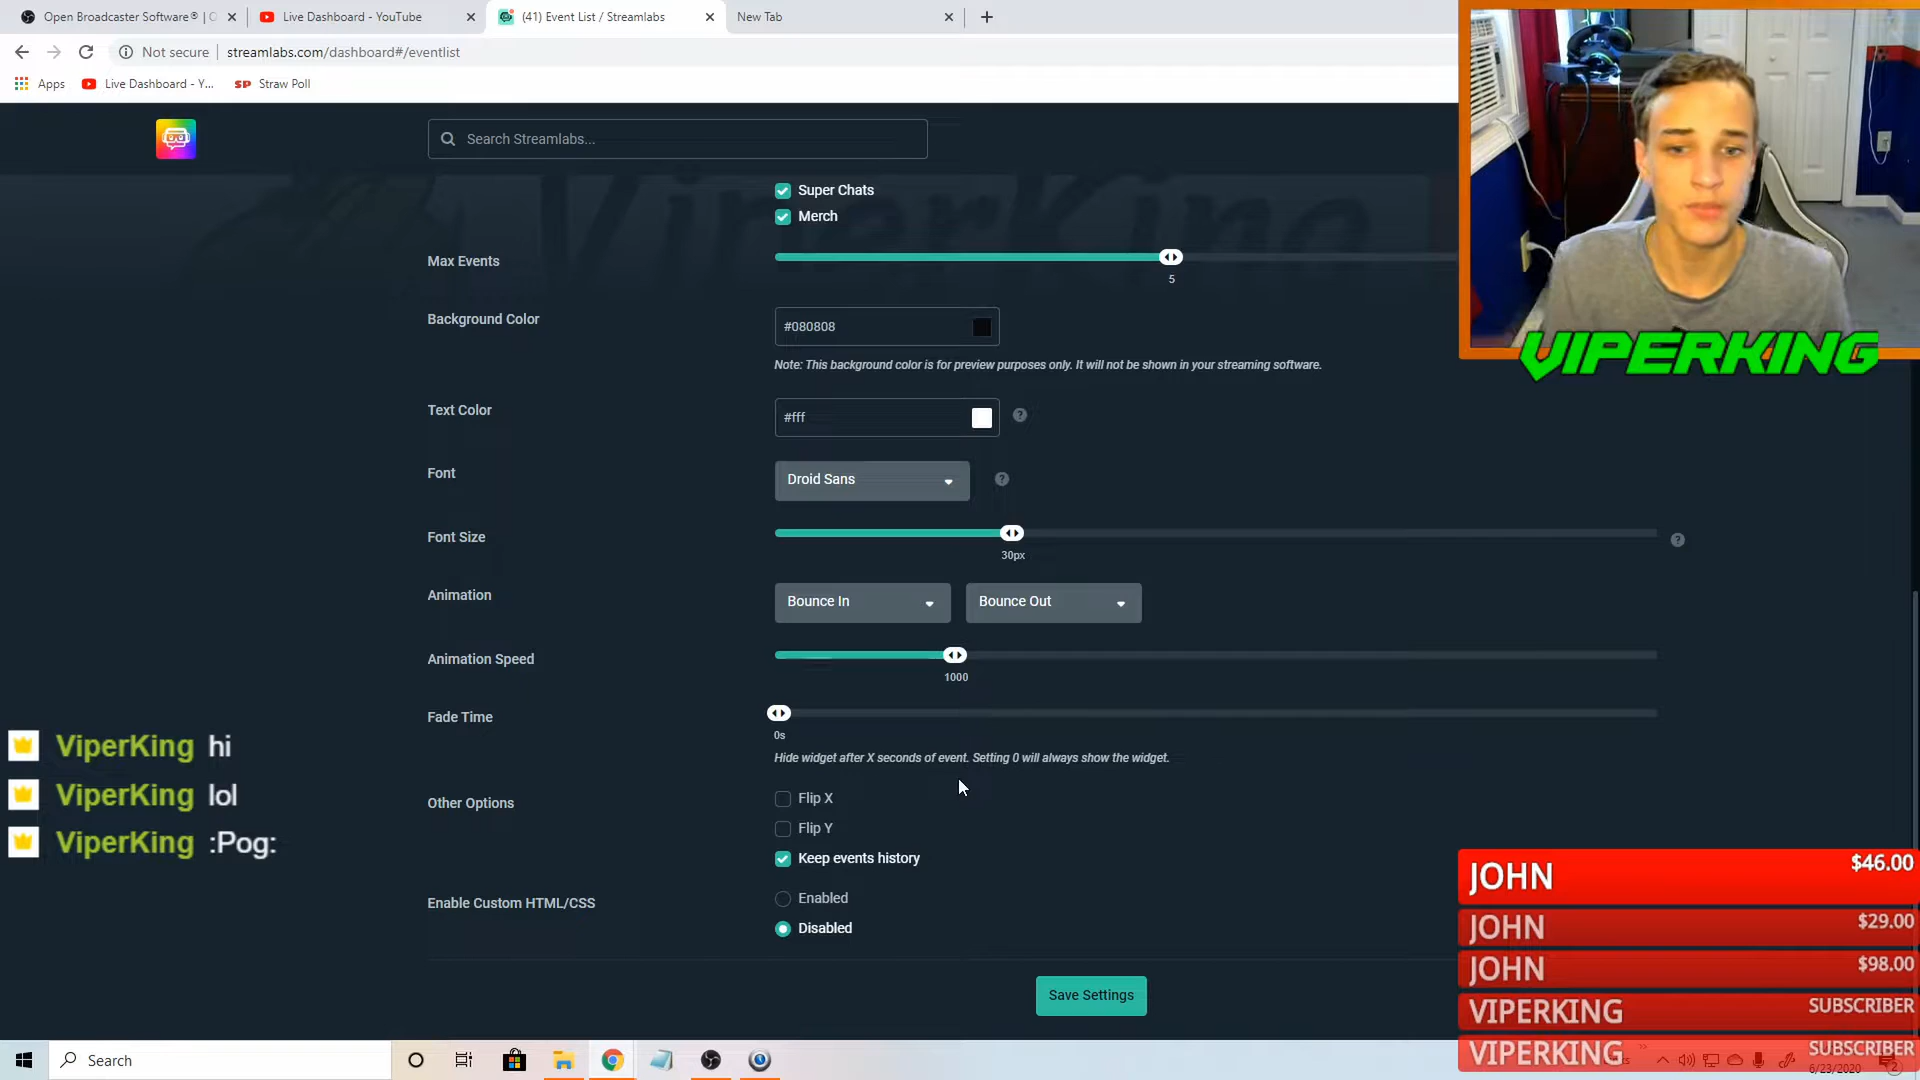 Open Broadcaster Software® |
Live Dashboard - YouTube
(41) Event List / Streamlabs
New Tab
Not secure
streamlabs.com/dashboard#/eventlist
Apps
Live Dashboard - Y...
SP Straw Poll
Search Streamlabs...
ViperKing
Super Chats
Merch
Max Events
5
Background Color
#080808
Note: This background color is for preview purposes only. It will not be shown in your streaming software.
VIPERKING
Text Color
#fff
?
Font
Droid Sans
?
Font Size
30px
?
Animation
Bounce In
Bounce Out
Animation Speed
1000
Fade Time
0s
Hide widget after X seconds of event. Setting 0 will always show the widget.
Other Options
Flip X
Flip Y
Keep events history
Enable Custom HTML/CSS
Enabled
Disabled
Save Settings
ViperKing hi
ViperKing lol
ViperKing :Pog:
JOHN $46.00
JOHN $29.00
JOHN $98.00
VIPERKING SUBSCRIBER
VIPERKING SUBSCRIBER
Search
6/23/2020
2